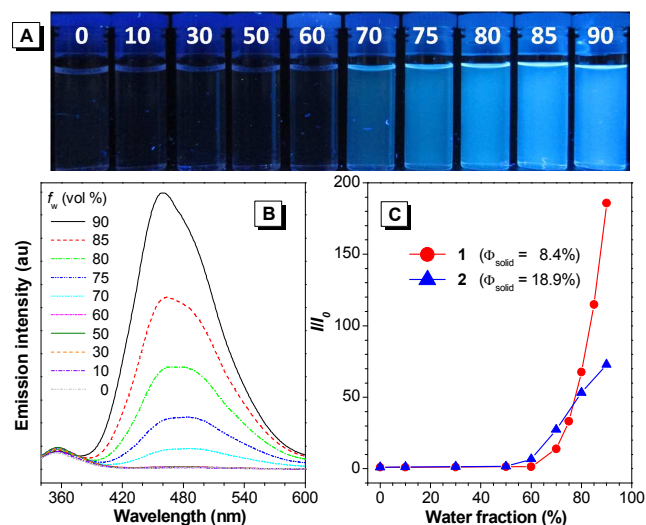 A
0 10 30 50 60 70 75 80 85 90
B
f_w (vol %)
90
85
80
75
70
60
50
30
10
0
Emission intensity (au)
360 420 480 540 600
Wavelength (nm)
C
1 (Φ_solid = 8.4%)
2 (Φ_solid = 18.9%)
I/I_0
200
150
100
50
0
0 20 40 60 80 100
Water fraction (%)